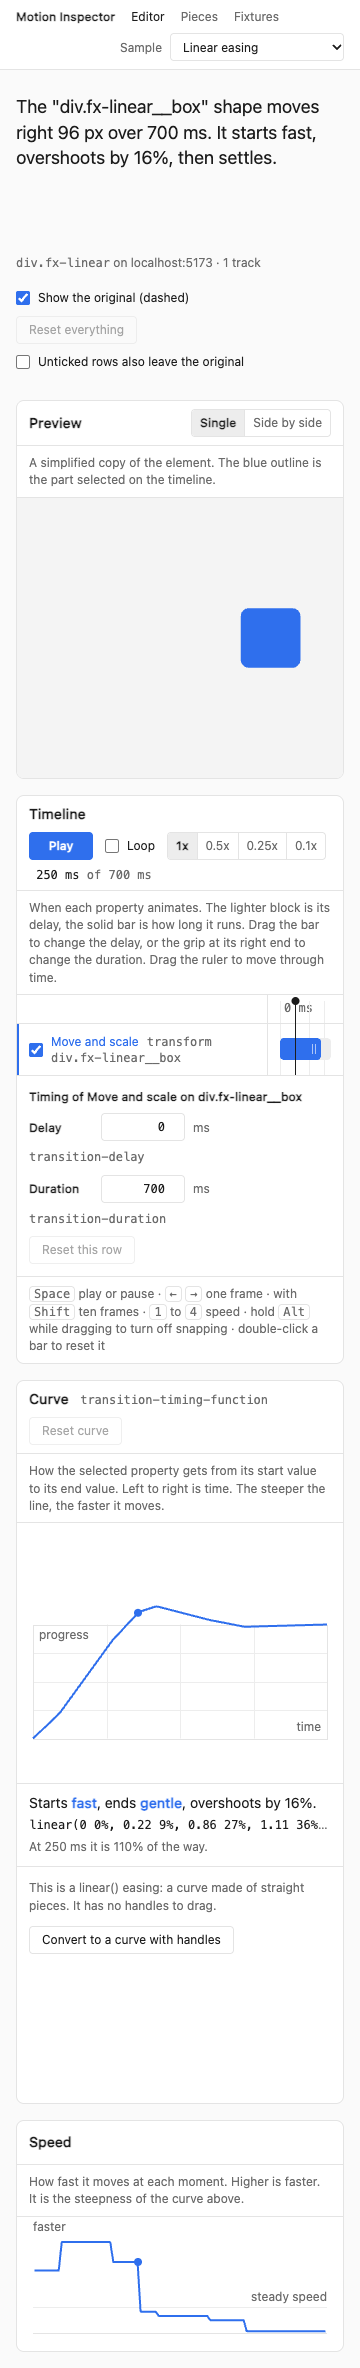 Motion Inspector Editor Pieces Fixtures
Sample Linear easing
The "div.fx-linear__box" shape moves
right 96 px over 700 ms. It starts fast,
overshoots by 16%, then settles.
div.fx-linear on localhost:5173 · 1 track
Show the original (dashed)
Reset everything
Unticked rows also leave the original
Preview Single Side by side
A simplified copy of the element. The blue outline is
the part selected on the timeline.
Timeline
Play Loop 1x 0.5x 0.25x 0.1x
250 ms of 700 ms
When each property animates. The lighter block is its
delay, the solid bar is how long it runs. Drag the bar
to change the delay, or the grip at its right end to
change the duration. Drag the ruler to move through
time.
0 ms
Move and scale transform
div.fx-linear__box
Timing of Move and scale on div.fx-linear__box
Delay 0 ms
transition-delay
Duration 700 ms
transition-duration
Reset this row
Space play or pause · ← → one frame · with
Shift ten frames · 1 to 4 speed · hold Alt
while dragging to turn off snapping · double-click a
bar to reset it
Curve transition-timing-function
Reset curve
How the selected property gets from its start value
to its end value. Left to right is time. The steeper the
line, the faster it moves.
progress
time
Starts fast, ends gentle, overshoots by 16%.
linear(0 0%, 0.22 9%, 0.86 27%, 1.11 36%…
At 250 ms it is 110% of the way.
This is a linear() easing: a curve made of straight
pieces. It has no handles to drag.
Convert to a curve with handles
Speed
How fast it moves at each moment. Higher is faster.
It is the steepness of the curve above.
faster
steady speed